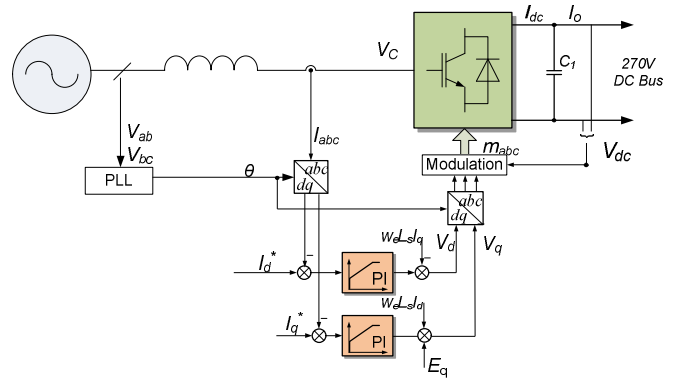 I_dc I_o
V_C
C_1
270V
DC Bus
V_ab
V_bc
I_abc
V_dc
m_abc
Modulation
PLL
θ
abc
dq
abc
dq
W_eL_sI_q
V_d
V_q
I_d*
−
PI
−
W_eL_sI_d
I_q*
−
PI
E_q